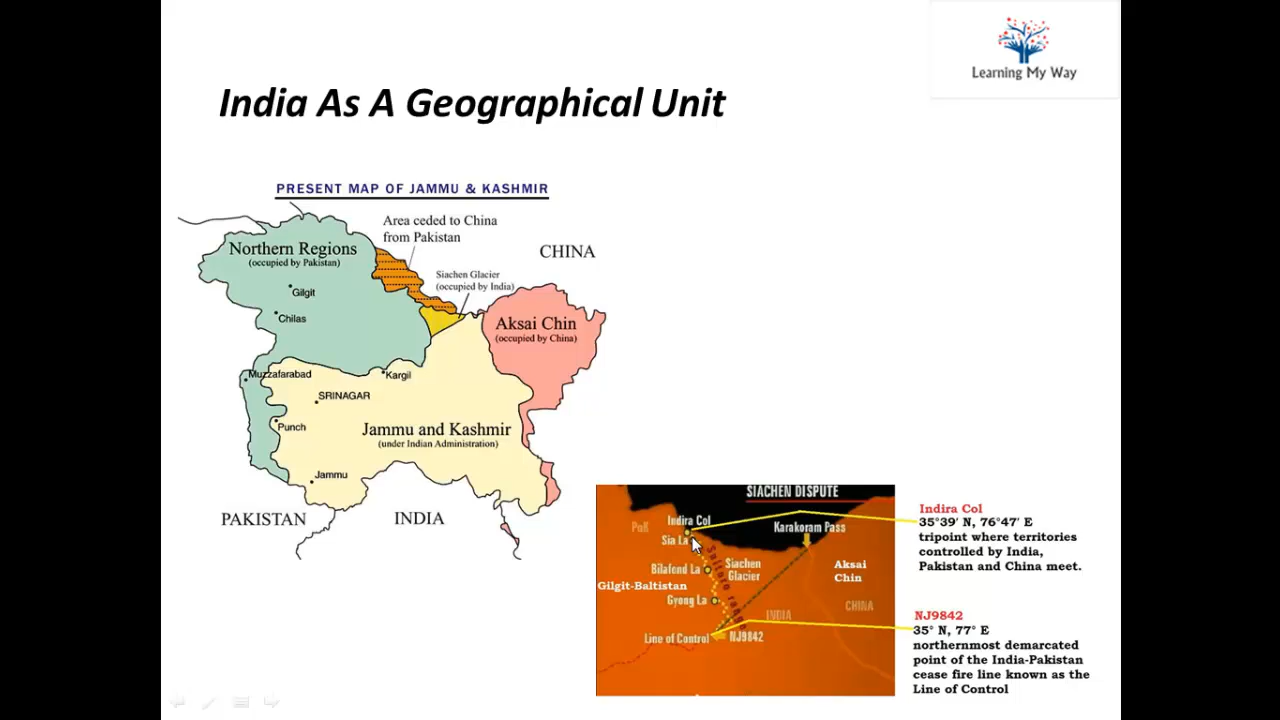 Learning My Way
India As A Geographical Unit
PRESENT MAP OF JAMMU & KASHMIR
Area ceded to China
from Pakistan
Northern Regions
(occupied by Pakistan)
CHINA
Siachen Glacier
(occupied by India)
Gilgit
Chilas
Aksai Chin
(occupied by China)
Muzzafarabad
Kargil
SRINAGAR
Punch
Jammu and Kashmir
(under Indian Administration)
Jammu
PAKISTAN
INDIA
SIACHEN DISPUTE
PoK
Indira Col
Karakoram Pass
Sia La
Saltoro range
Bilafond La
Siachen
Glacier
Aksai
Chin
Gilgit-Baltistan
Gyong La
INDIA
CHINA
Line of Control
NJ9842
Indira Col
35°39′ N, 76°47′ E
tripoint where territories
controlled by India,
Pakistan and China meet.
NJ9842
35° N, 77° E
northernmost demarcated
point of the India-Pakistan
cease fire line known as the
Line of Control